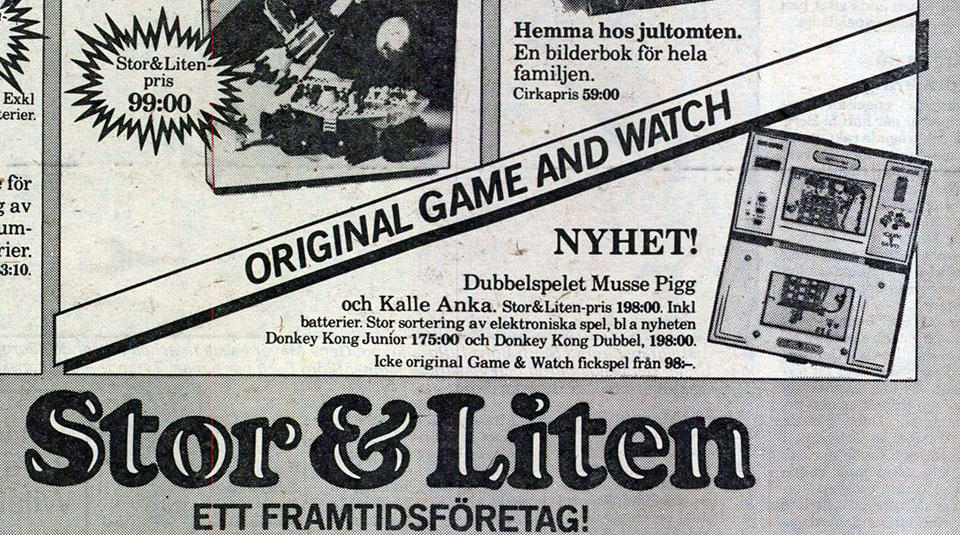 Stor&Liten-
pris
99:00
Exkl
terier.
för
g av
um-
rier.
3:10.
Hemma hos jultomten.
En bilderbok för hela
familjen.
Cirkapris 59:00
ORIGINAL GAME AND WATCH
NYHET!
Dubbelspelet Musse Pigg
och Kalle Anka. Stor&Liten-pris 198:00. Inkl
batterier. Stor sortering av elektroniska spel, bl a nyheten
Donkey Kong Junior 175:00 och Donkey Kong Dubbel, 198:00.
Icke original Game & Watch fickspel från 98:-.
Stor & Liten
ETT FRAMTIDSFÖRETAG!